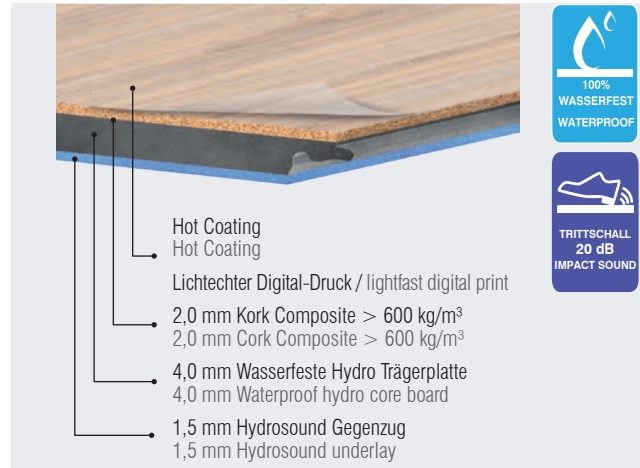 100%
WASSERFEST
WATERPROOF
TRITTSCHALL
20 dB
IMPACT SOUND
Hot Coating
Hot Coating
Lichtechter Digital-Druck / lightfast digital print
2,0 mm Kork Composite > 600 kg/m³
2,0 mm Cork Composite > 600 kg/m³
4,0 mm Wasserfeste Hydro Trägerplatte
4,0 mm Waterproof hydro core board
1,5 mm Hydrosound Gegenzug
1,5 mm Hydrosound underlay